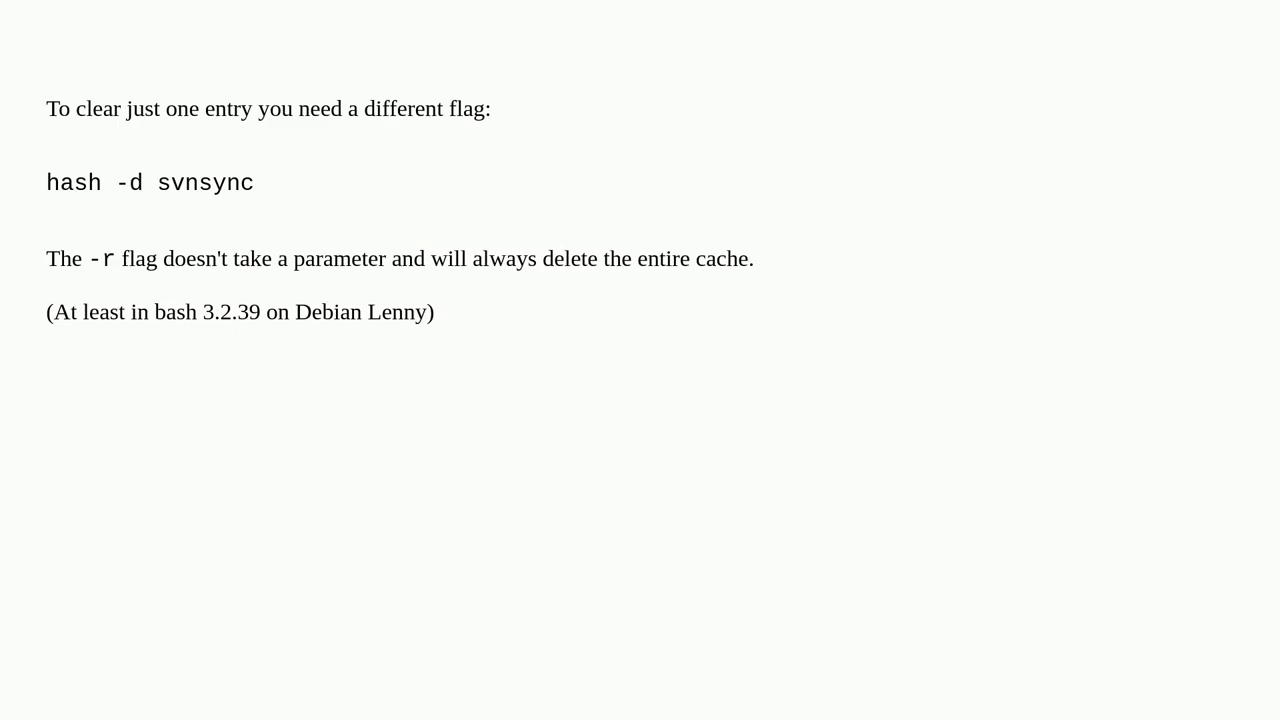 To clear just one entry you need a different flag:
hash -d svnsync
The -r flag doesn't take a parameter and will always delete the entire cache.
(At least in bash 3.2.39 on Debian Lenny)